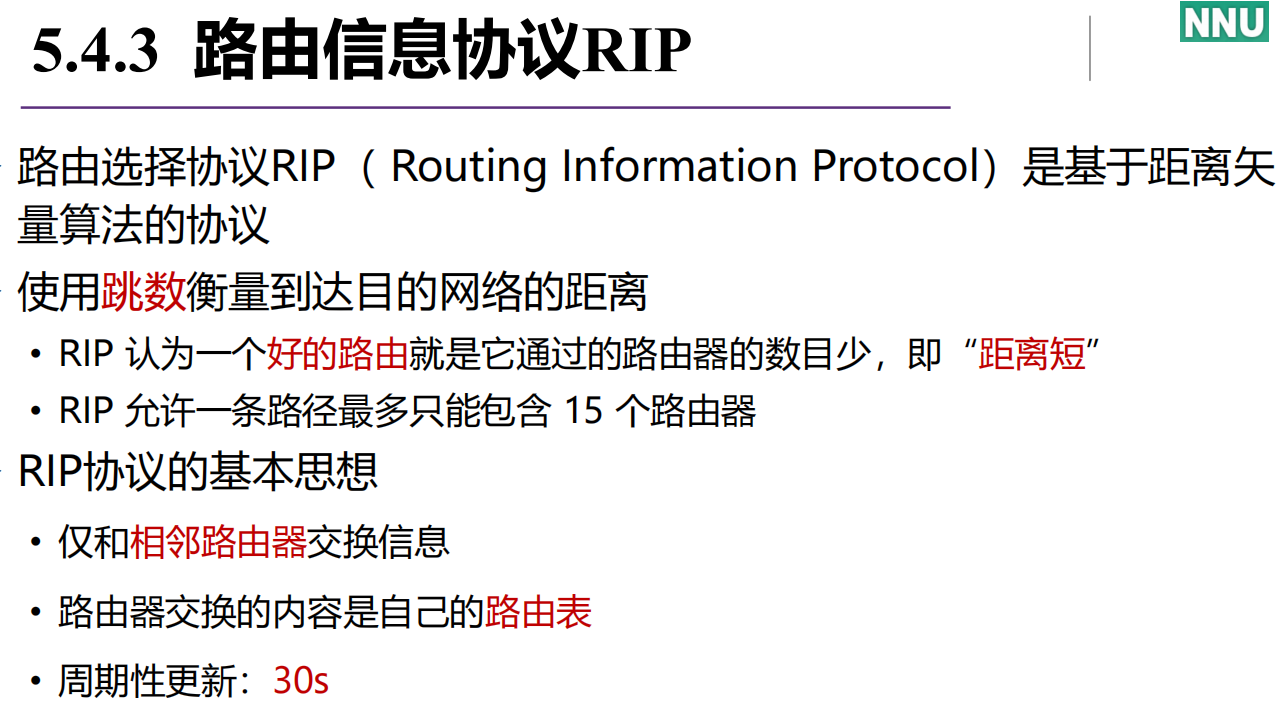 5.4.3 路由信息协议RIP
NNU
路由选择协议RIP（ Routing Information Protocol）是基于距离矢
量算法的协议
使用跳数衡量到达目的网络的距离
• RIP 认为一个好的路由就是它通过的路由器的数目少，即“距离短”
• RIP 允许一条路径最多只能包含 15 个路由器
RIP协议的基本思想
• 仅和相邻路由器交换信息
• 路由器交换的内容是自己的路由表
• 周期性更新：30s